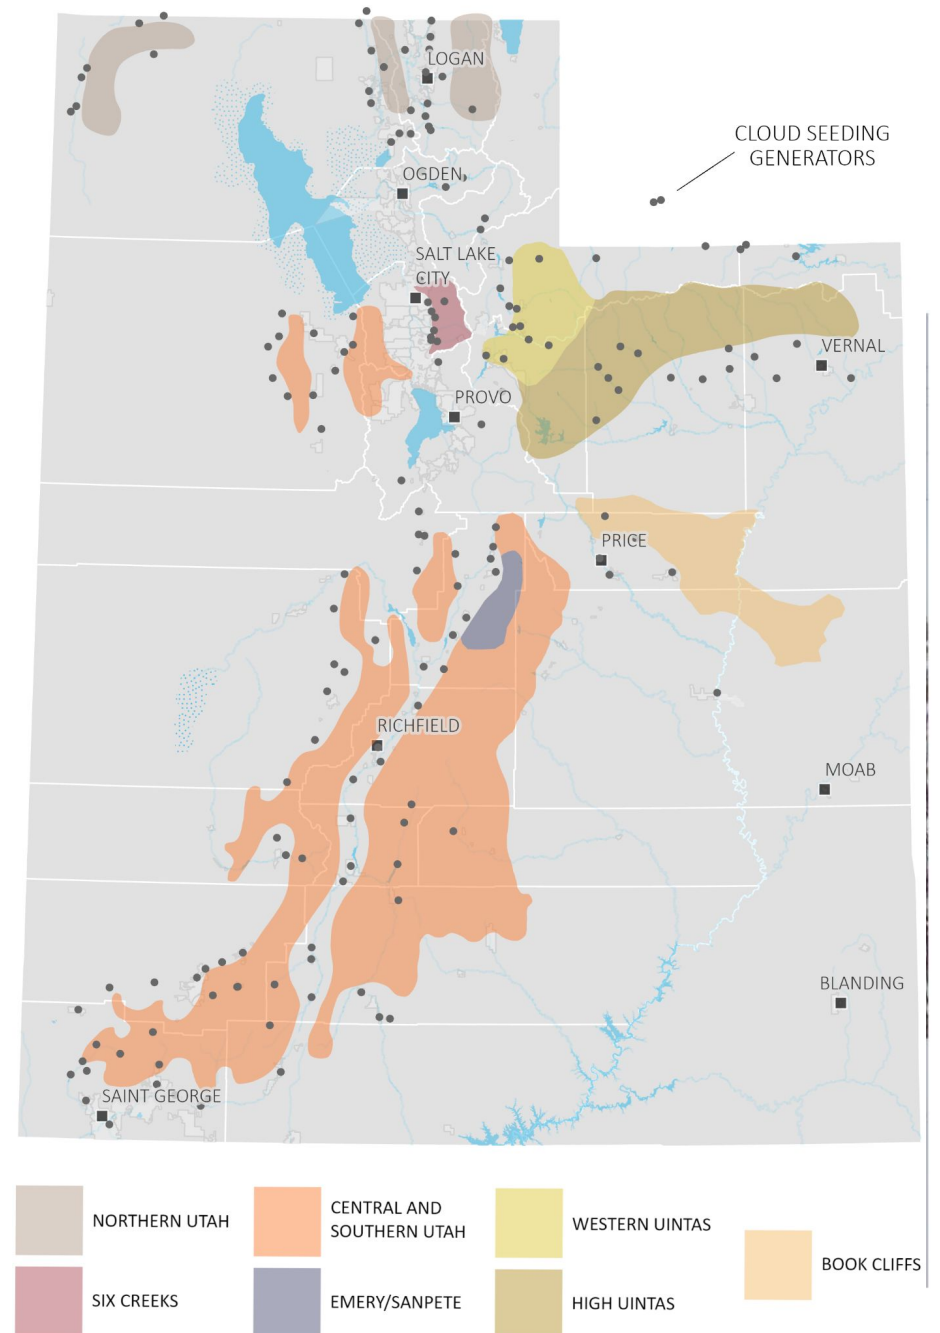 LOGAN
CLOUD SEEDING
GENERATORS
OGDEN
SALT LAKE
CITY
VERNAL
PROVO
PRICE
RICHFIELD
MOAB
BLANDING
SAINT GEORGE
NORTHERN UTAH
CENTRAL AND
SOUTHERN UTAH
WESTERN UINTAS
BOOK CLIFFS
SIX CREEKS
EMERY/SANPETE
HIGH UINTAS